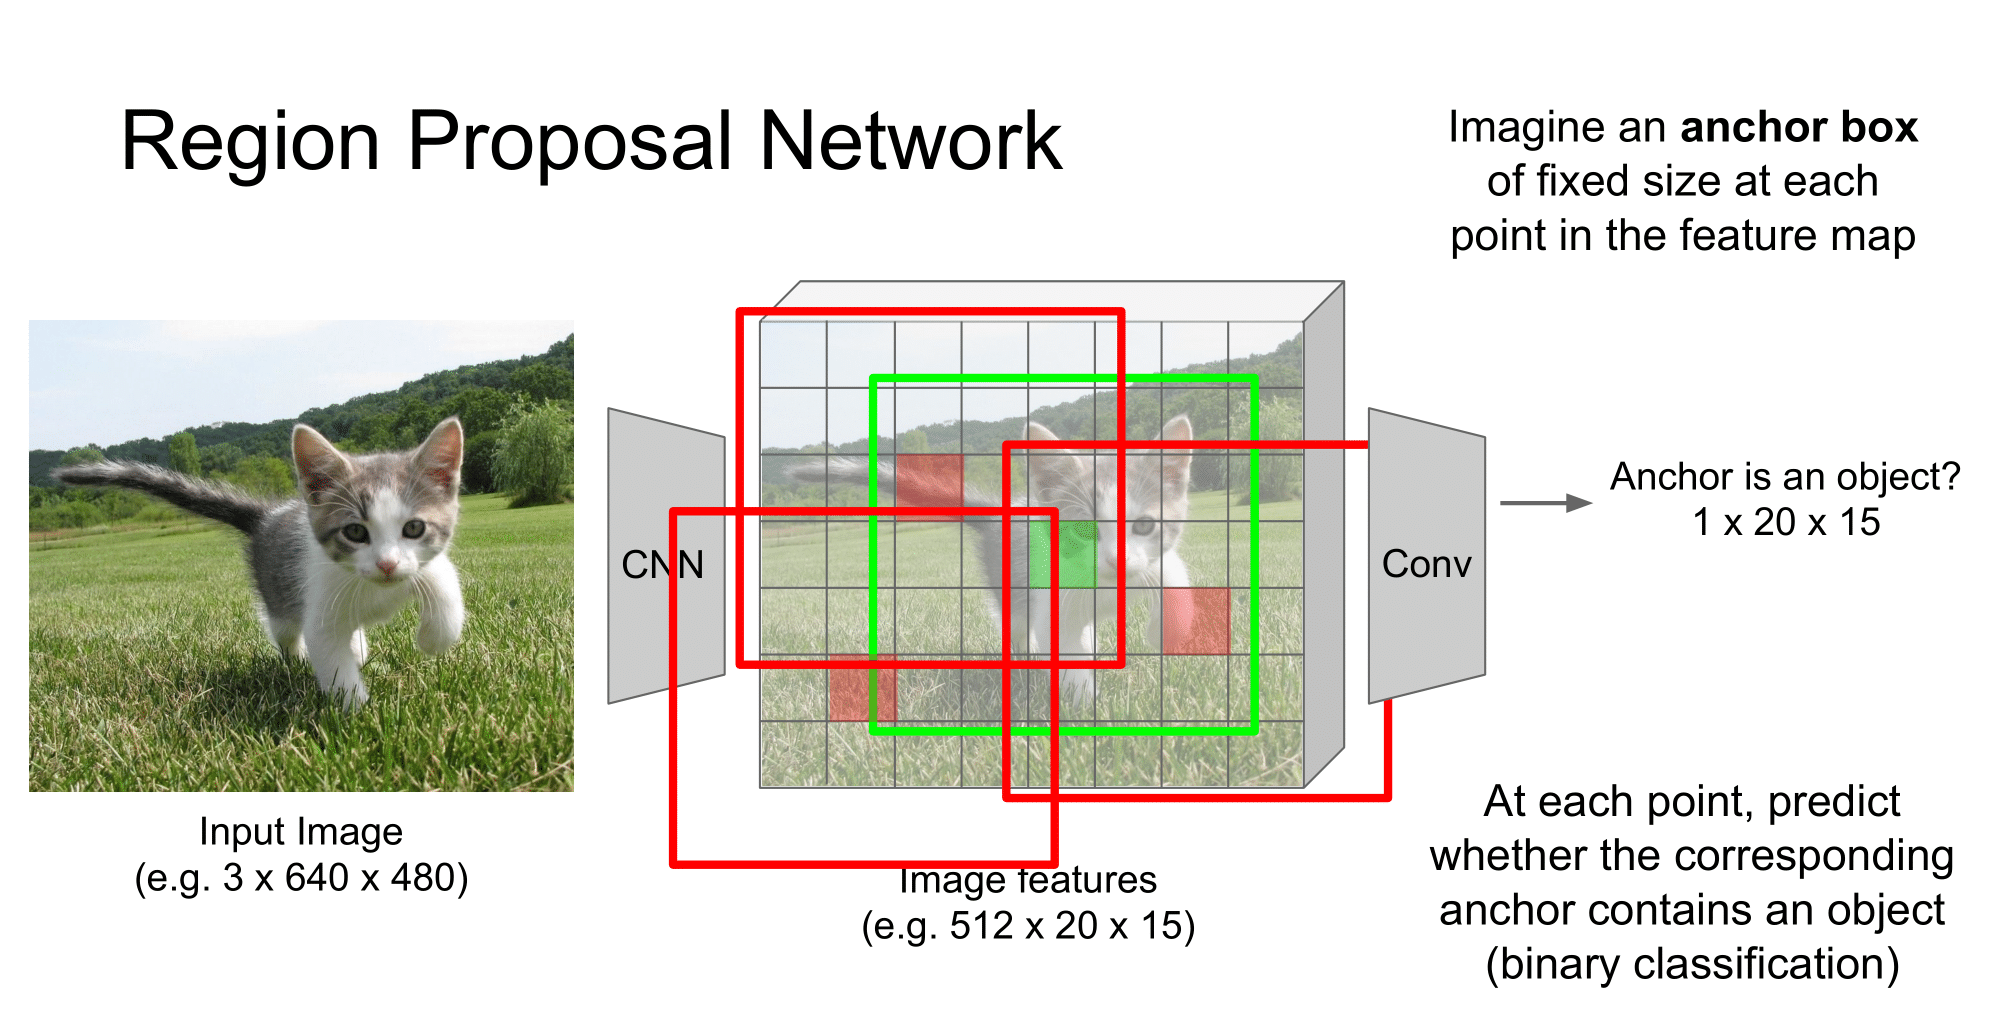 Region Proposal Network
Imagine an anchor box
of fixed size at each
point in the feature map
CNN
Conv
Anchor is an object?
1 x 20 x 15
Input Image
(e.g. 3 x 640 x 480)
Image features
(e.g. 512 x 20 x 15)
At each point, predict
whether the corresponding
anchor contains an object
(binary classification)